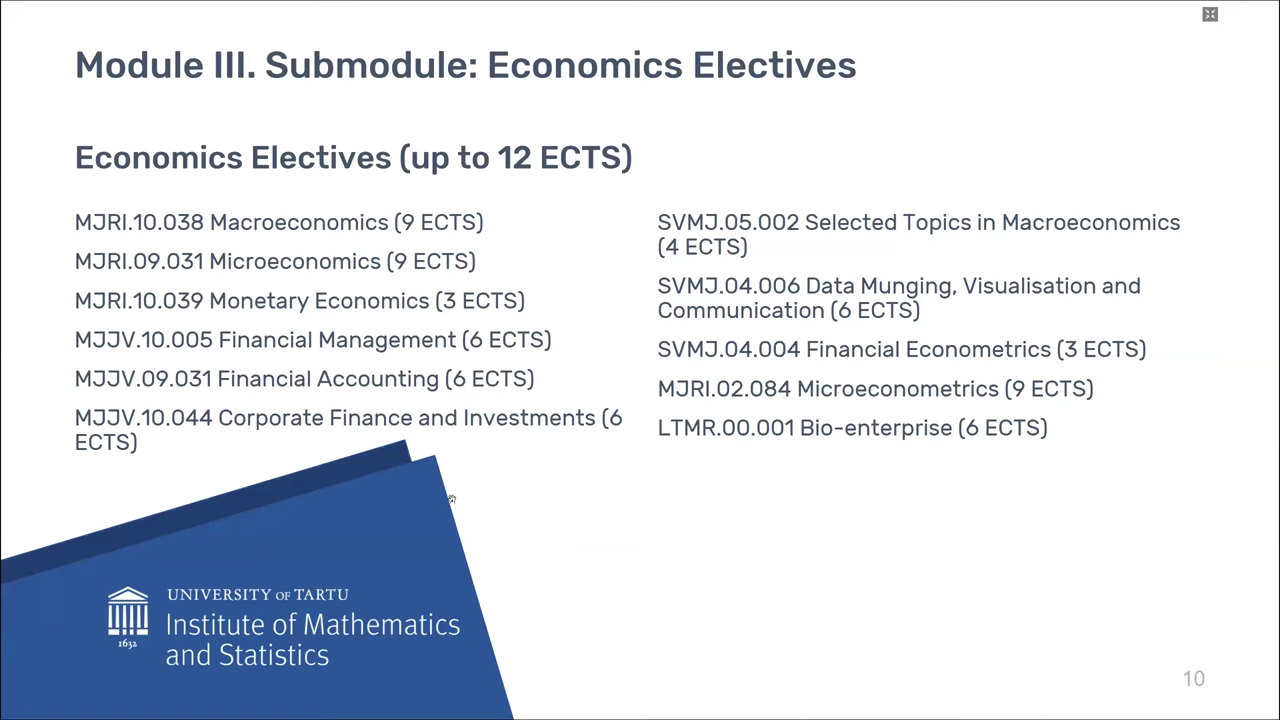 Module III. Submodule: Economics Electives
Economics Electives (up to 12 ECTS)
MJRI.10.038 Macroeconomics (9 ECTS)
MJRI.09.031 Microeconomics (9 ECTS)
MJRI.10.039 Monetary Economics (3 ECTS)
MJJV.10.005 Financial Management (6 ECTS)
MJJV.09.031 Financial Accounting (6 ECTS)
MJJV.10.044 Corporate Finance and Investments (6
ECTS)
SVMJ.05.002 Selected Topics in Macroeconomics
(4 ECTS)
SVMJ.04.006 Data Munging, Visualisation and
Communication (6 ECTS)
SVMJ.04.004 Financial Econometrics (3 ECTS)
MJRI.02.084 Microeconometrics (9 ECTS)
LTMR.00.001 Bio-enterprise (6 ECTS)
UNIVERSITY OF TARTU
Institute of Mathematics
and Statistics
1632
10